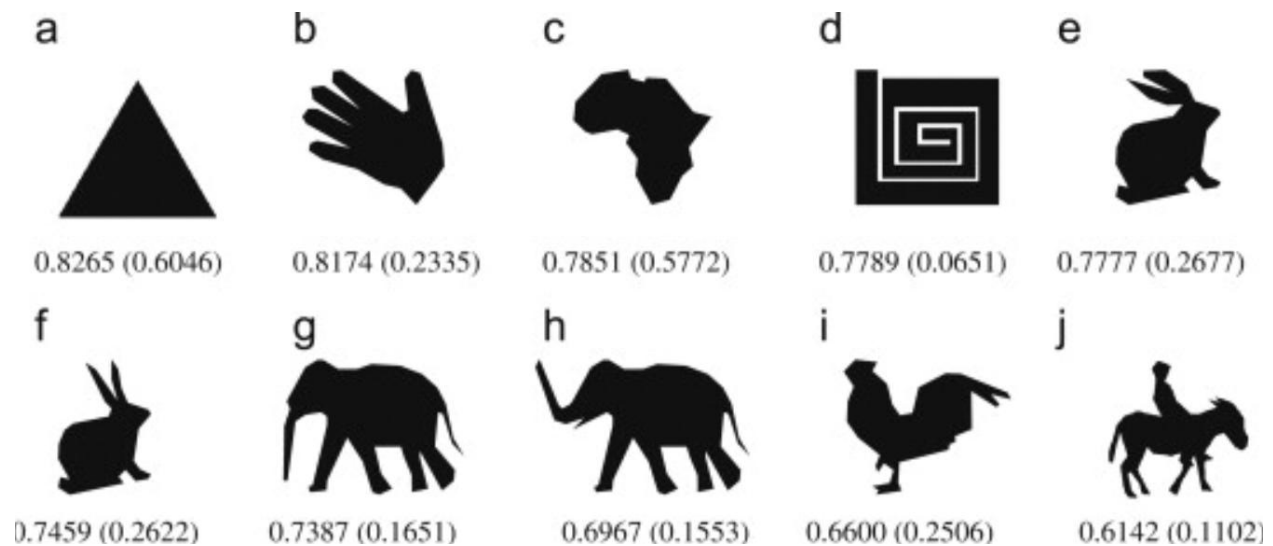 a b c d e
0.8265 (0.6046) 0.8174 (0.2335) 0.7851 (0.5772) 0.7789 (0.0651) 0.7777 (0.2677)
f g h i j
0.7459 (0.2622) 0.7387 (0.1651) 0.6967 (0.1553) 0.6600 (0.2506) 0.6142 (0.1102)